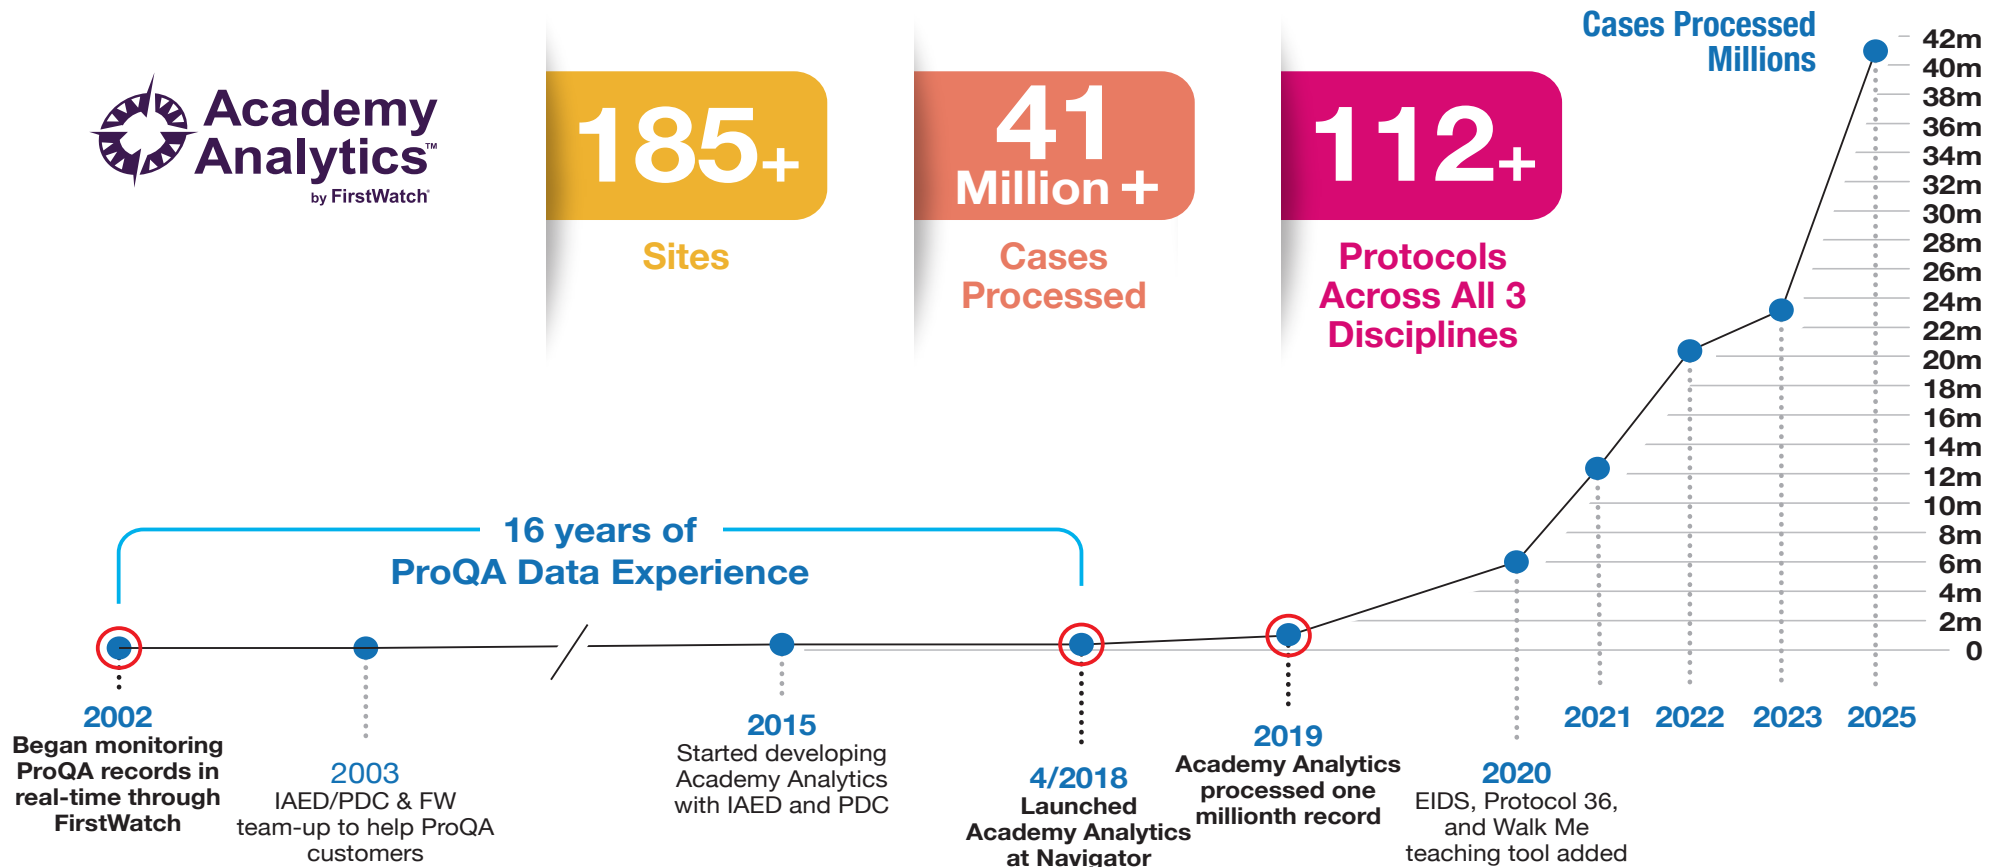 Academy
Analytics™
by FirstWatch
185+
Sites
41
Million +
Cases
Processed
112+
Protocols
Across All 3
Disciplines
Cases Processed
Millions
42m
40m
38m
36m
34m
32m
30m
28m
26m
24m
22m
20m
18m
16m
14m
12m
10m
8m
6m
4m
2m
0
16 years of
ProQA Data Experience
2002
Began monitoring
ProQA records in
real-time through
FirstWatch
2003
IAED/PDC & FW
team-up to help ProQA
customers
2015
Started developing
Academy Analytics
with IAED and PDC
4/2018
Launched
Academy Analytics
at Navigator
2019
Academy Analytics
processed one
millionth record
2020
EIDS, Protocol 36,
and Walk Me
teaching tool added
2021
2022
2023
2025